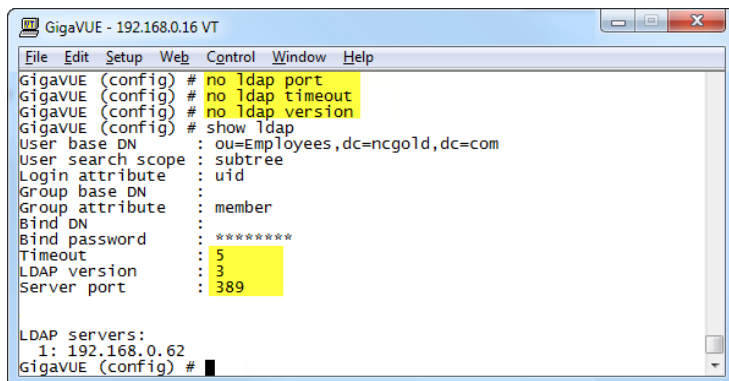 GigaVUE - 192.168.0.16 VT
File Edit Setup Web Control Window Help
GigaVUE (config) # no ldap port
GigaVUE (config) # no ldap timeout
GigaVUE (config) # no ldap version
GigaVUE (config) # show ldap
User base DN : ou=Employees,dc=ncgold,dc=com
User search scope : subtree
Login attribute : uid
Group base DN :
Group attribute : member
Bind DN :
Bind password : ********
Timeout : 5
LDAP version : 3
Server port : 389
LDAP servers:
1: 192.168.0.62
GigaVUE (config) #